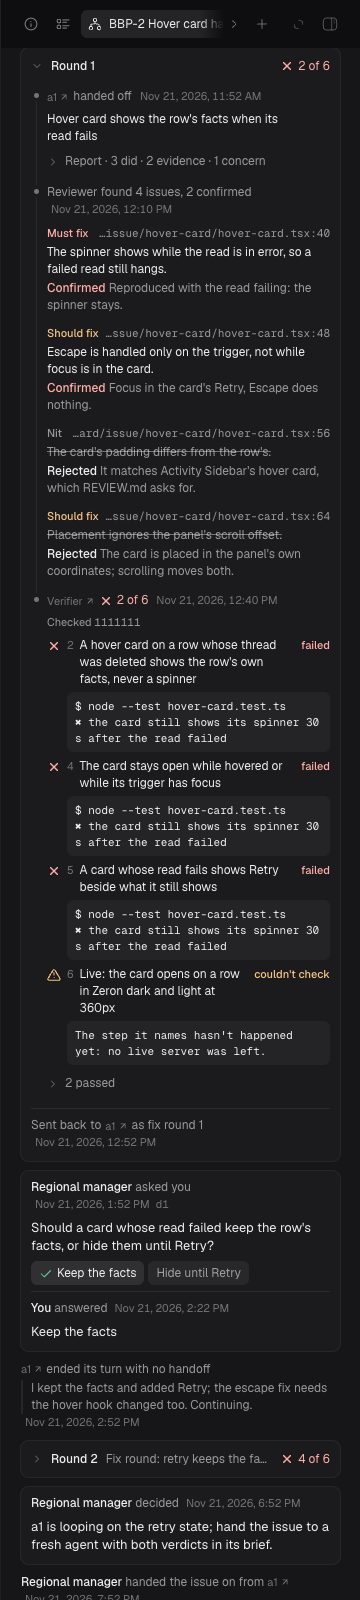 BBP-2 Hover card ha
Round 1
2 of 6
a1 ↗ handed off Nov 21, 2026, 11:52 AM
Hover card shows the row's facts when its
read fails
Report · 3 did · 2 evidence · 1 concern
Reviewer found 4 issues, 2 confirmed
Nov 21, 2026, 12:10 PM
Must fix …issue/hover-card/hover-card.tsx:40
The spinner shows while the read is in error, so a
failed read still hangs.
Confirmed Reproduced with the read failing: the
spinner stays.
Should fix …ssue/hover-card/hover-card.tsx:48
Escape is handled only on the trigger, not while
focus is in the card.
Confirmed Focus in the card's Retry, Escape does
nothing.
Nit …ard/issue/hover-card/hover-card.tsx:56
The card's padding differs from the row's.
Rejected It matches Activity Sidebar's hover card,
which REVIEW.md asks for.
Should fix …ssue/hover-card/hover-card.tsx:64
Placement ignores the panel's scroll offset.
Rejected The card is placed in the panel's own
coordinates; scrolling moves both.
Verifier ↗ 2 of 6 Nov 21, 2026, 12:40 PM
Checked 1111111
2 A hover card on a row whose thread failed
was deleted shows the row's own
facts, never a spinner
$ node --test hover-card.test.ts
✖ the card still shows its spinner 30
s after the read failed
4 The card stays open while hovered or failed
while its trigger has focus
$ node --test hover-card.test.ts
✖ the card still shows its spinner 30
s after the read failed
5 A card whose read fails shows Retry failed
beside what it still shows
$ node --test hover-card.test.ts
✖ the card still shows its spinner 30
s after the read failed
6 Live: the card opens on a row couldn't check
in Zeron dark and light at
360px
The step it names hasn't happened
yet: no live server was left.
2 passed
Sent back to a1 ↗ as fix round 1
Nov 21, 2026, 12:52 PM
Regional manager asked you
Nov 21, 2026, 1:52 PM d1
Should a card whose read failed keep the row's
facts, or hide them until Retry?
Keep the facts
Hide until Retry
You answered Nov 21, 2026, 2:22 PM
Keep the facts
a1 ↗ ended its turn with no handoff
I kept the facts and added Retry; the escape fix needs
the hover hook changed too. Continuing.
Nov 21, 2026, 2:52 PM
Round 2 Fix round: retry keeps the fa… 4 of 6
Regional manager decided Nov 21, 2026, 6:52 PM
a1 is looping on the retry state; hand the issue to a
fresh agent with both verdicts in its brief.
Regional manager handed the issue on from a1 ↗
Nov 21, 2026, 7:52 PM